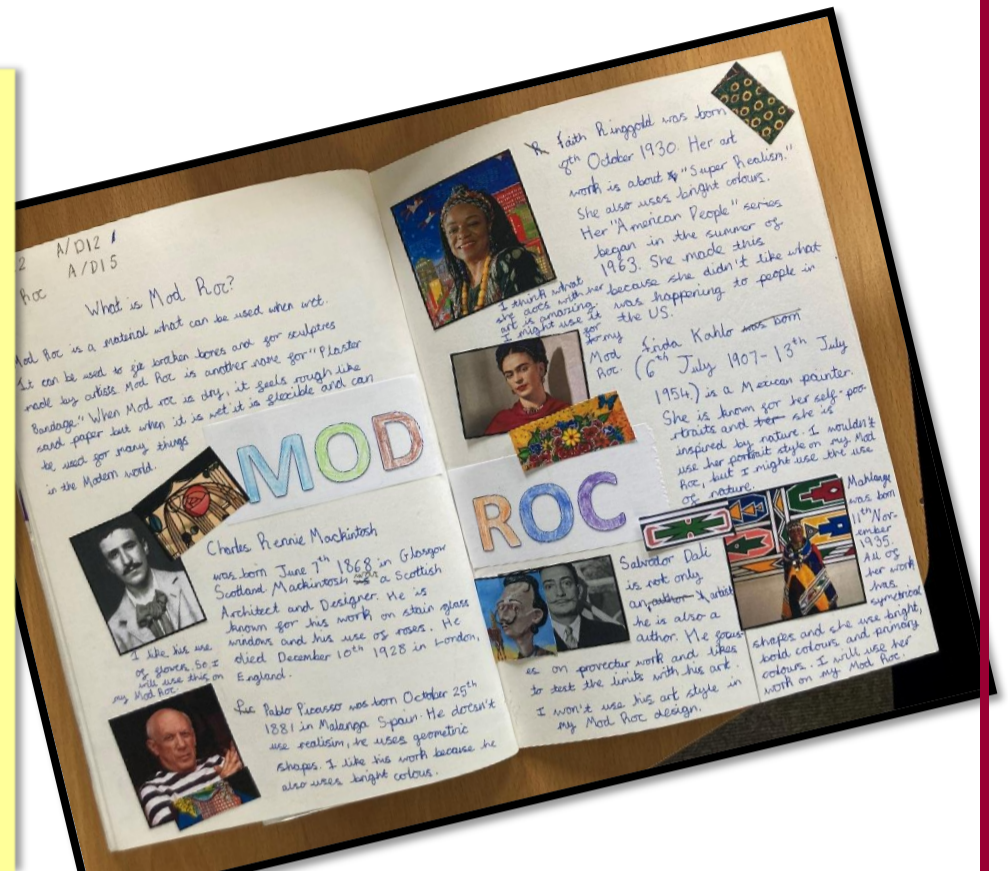 A/D12
A/D15
Roc
What is Mod Roc?
Mod Roc is a material what can be used when wet.
It can be used to fix broken bones and for sculptres
made by artists. Mod Roc is another name for "Plaster
Bandage." When Mod roc is dry, it feels rough like
sand paper but when it is wet it is flexible and can
be used for many things
in the Modern world.
MOD
Charles Rennie Mackintosh
was born June 7th 1868 in Glasgow
Scotland Mackintosh a Scottish
Architect and Designer. He is
known for his work on stain glass
windows and his use of roses. He
died December 10th 1928 in London,
England.
I like his use
of flowers. So I
will use this on
my Mod Roc.
Pablo Picasso was born October 25th
1881 in Malanga Spain. He doesn't
use realisim, he uses geometric
shapes. I like his work because he
also uses bright colous.
Faith Ringgold was born
8th October 1930. Her art
work is about "Super Realism."
She also uses bright colours.
Her "American People" series
began in the summer of
1963. She made this
because she didn't like what
was happening to people in
the US.
I think what
she does with her
art is amazing.
I might use it
for my
Mod
Roc.
Frida Kahlo was born
(6th July 1907-13th July
1954.) is a Mexican painter.
She is known for her self-poo
rtraits and she is
inspired by nature. I wouldn't
use her portrait style on my Mod
Roc, but I might use the use
of nature.
ROC
Salvador Dali
is not only
an author artist
he is also a
author. He focus-
es on provectur work and likes
to test the limits with his art.
I won't use his art style in
my Mod Roc design.
Mahlangu
was born
11th Nov-
ember
1935.
All of
her work
has
symetrical
shapes and she use bright,
bold colours and primary
colours. I will use her
work on my Mod Roc.